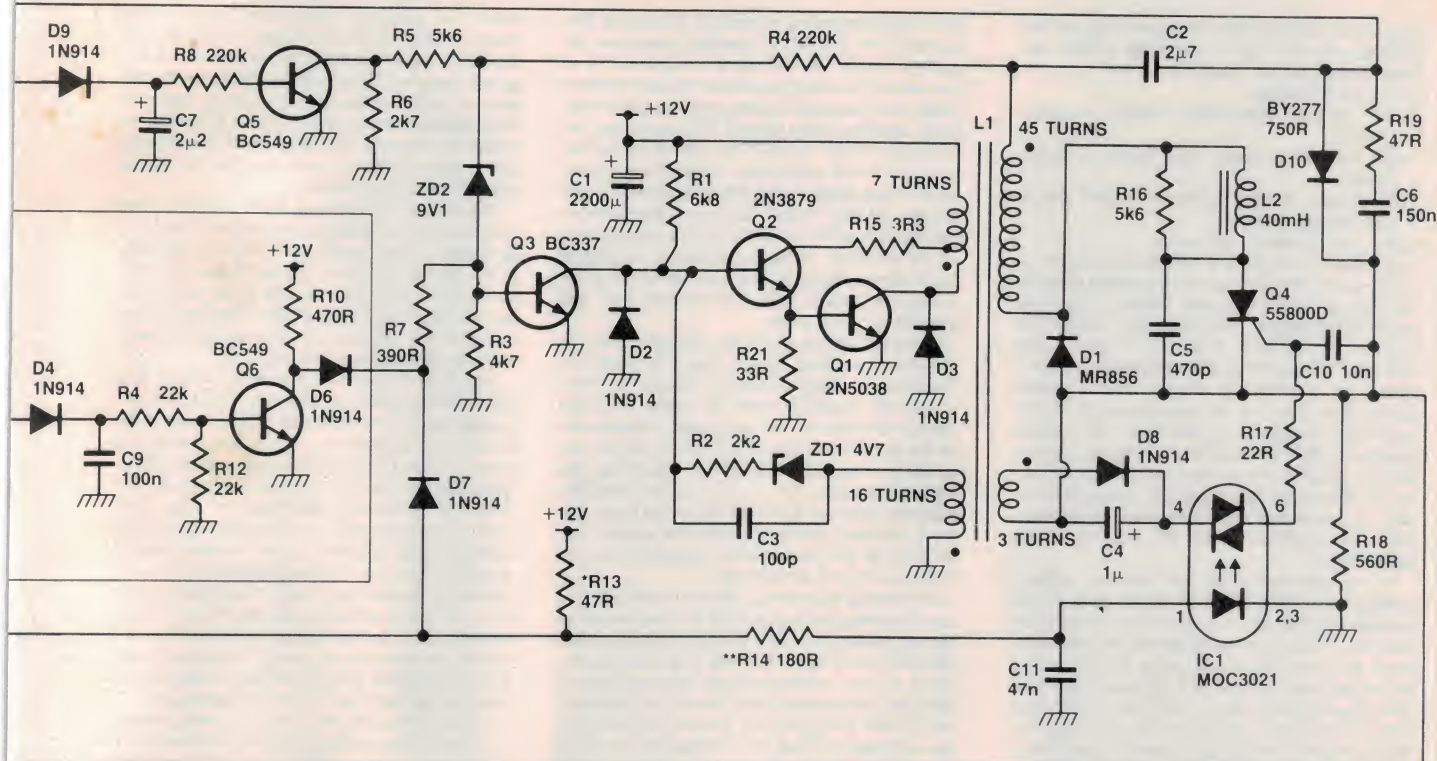 D9
1N914
R8 220k
C7
2µ2
+
Q5
BC549
R5 5k6
R6
2k7
ZD2
9V1
R4 220k
C2
2µ7
+12V
+
C1
2200µ
R1
6k8
L1
45 TURNS
7 TURNS
BY277
750R
D10
R19
47R
C6
150n
2N3879
Q2
R15 3R3
R16
5k6
L2
40mH
Q3 BC337
D2
1N914
R21
33R
Q1
2N5038
D3
1N914
Q4
55800D
C5
470p
C10 10n
D1
MR856
+12V
R10
470R
BC549
Q6
D6
1N914
D4
1N914
R4 22k
C9
100n
R12
22k
R7
390R
R3
4k7
D7
1N914
R2 2k2
ZD1 4V7
16 TURNS
C3
100p
D8
1N914
R17
22R
3 TURNS
C4
1µ
+
4
6
1
2,3
IC1
MOC3021
R18
560R
+12V
*R13
47R
**R14 180R
C11
47n